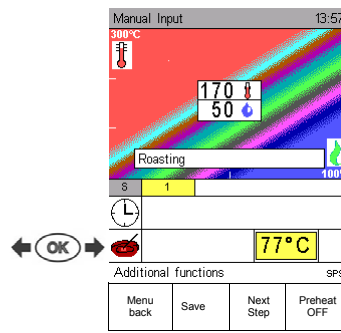 Manual Input 13:57
300°C
170
50
Roasting
100
S 1
OK
77°C
Additional functions SPS
Menu back Save Next Step Preheat OFF